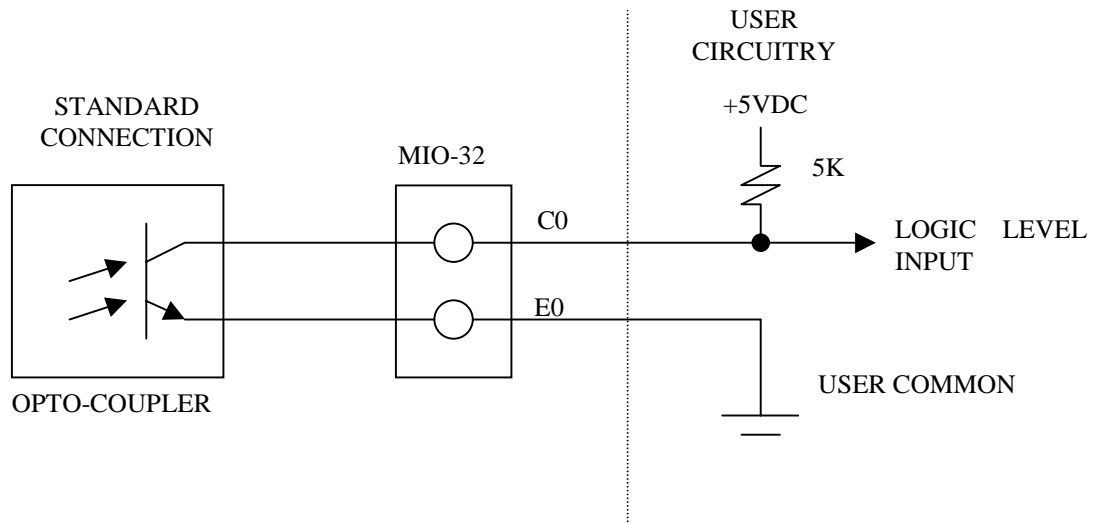 USER
CIRCUITRY
+5VDC
STANDARD
CONNECTION
MIO-32
5K
C0
LOGIC LEVEL
INPUT
E0
USER COMMON
OPTO-COUPLER